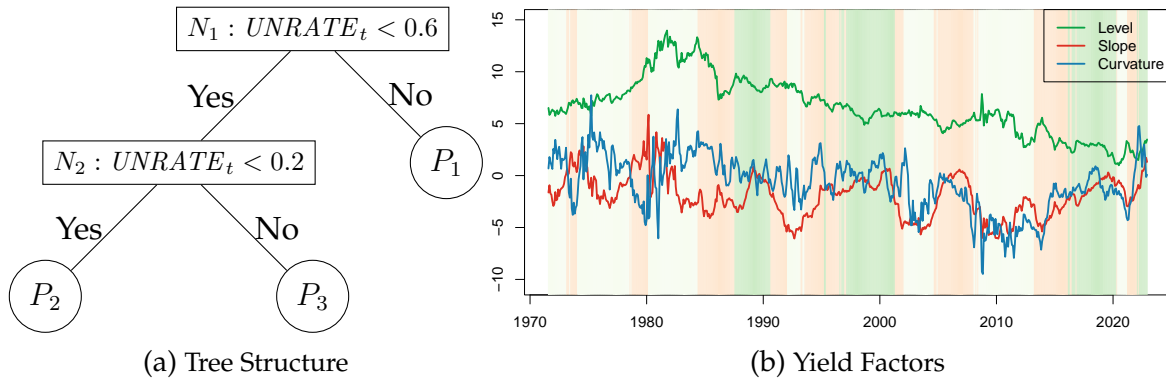 N₁ : UNRATEₜ < 0.6
Yes
No
N₂ : UNRATEₜ < 0.2
P₁
Yes
No
P₂
P₃
(a) Tree Structure
Level
Slope
Curvature
15
10
5
0
−5
−10
1970
1980
1990
2000
2010
2020
(b) Yield Factors